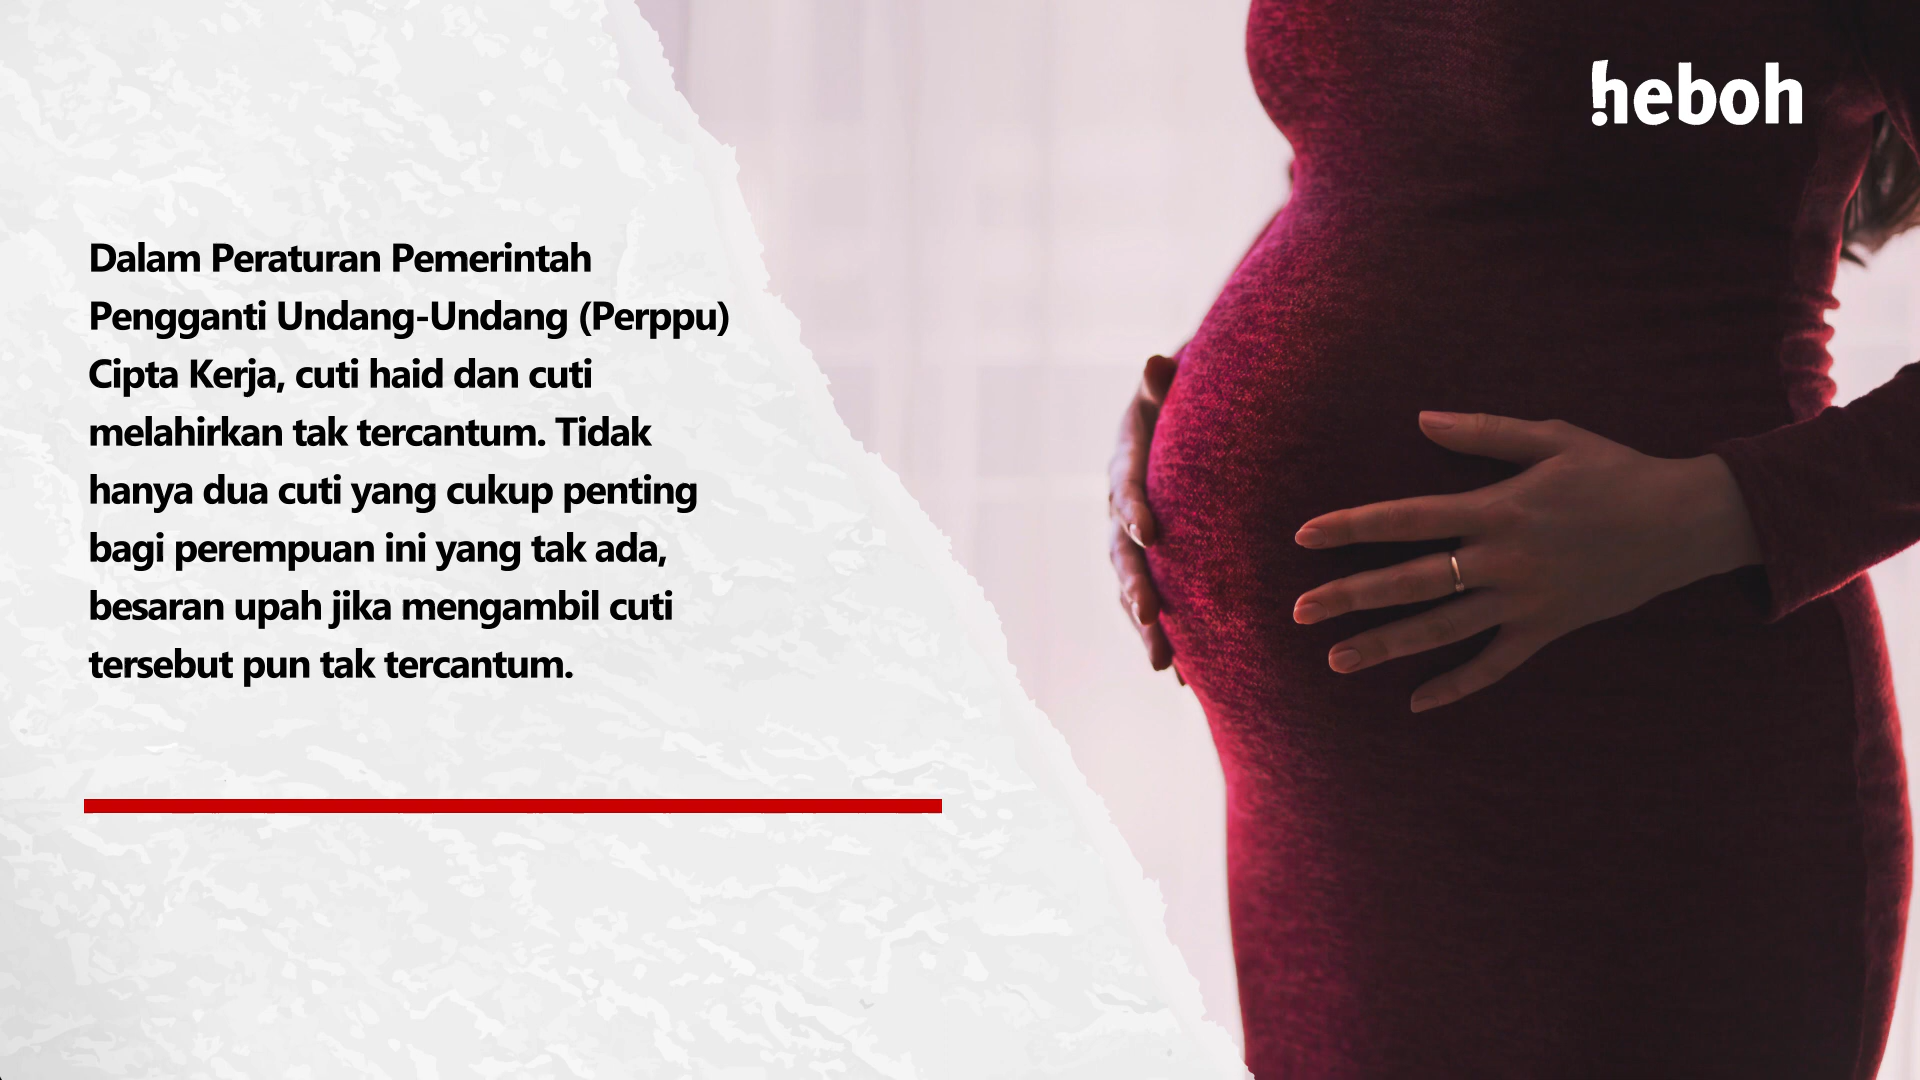 heboh
Dalam Peraturan Pemerintah
Pengganti Undang-Undang (Perppu)
Cipta Kerja, cuti haid dan cuti
melahirkan tak tercantum. Tidak
hanya dua cuti yang cukup penting
bagi perempuan ini yang tak ada,
besaran upah jika mengambil cuti
tersebut pun tak tercantum.